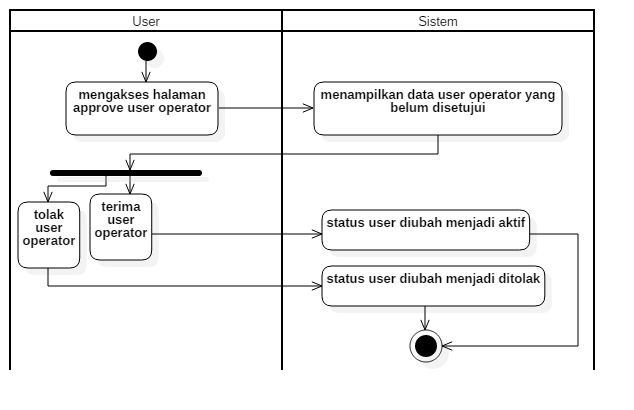 User
Sistem
mengakses halaman
approve user operator
menampilkan data user operator yang
belum disetujui
tolak
user
operator
terima
user
operator
status user diubah menjadi aktif
status user diubah menjadi ditolak